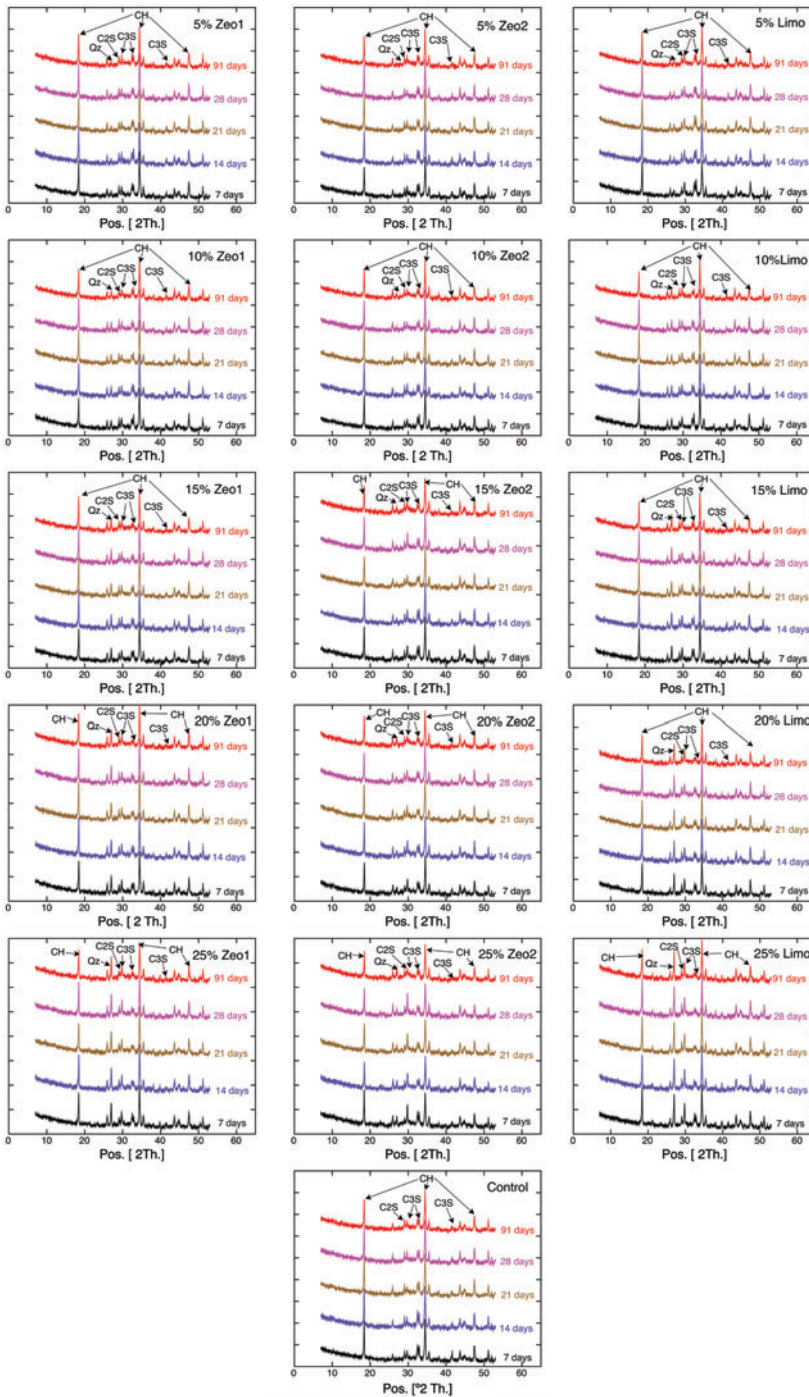 CH
5% Zeo1
C2S
C3S
C3S
Qz
91 days
28 days
21 days
14 days
7 days
0 10 20 30 40 50 60
Pos. [ 2Th.]
CH
5% Zeo2
C2S
C3S
C3S
Qz
91 days
28 days
21 days
14 days
7 days
0 10 20 30 40 50 60
Pos. [ 2 Th.]
CH
5% Limo
C2S
C3S
C3S
Qz
91 days
28 days
21 days
14 days
7 days
0 10 20 30 40 50 60
Pos. [ 2Th.]
CH
10% Zeo1
C2S
C3S
C3S
Qz
91 days
28 days
21 days
14 days
7 days
0 10 20 30 40 50 60
Pos. [ 2 Th.]
CH
10% Zeo2
C2S
C3S
C3S
Qz
91 days
28 days
21 days
14 days
7 days
0 10 20 30 40 50 60
Pos. [ 2 Th.]
CH
10%Limo
C2S
C3S
C3S
Qz
91 days
28 days
21 days
14 days
7 days
0 10 20 30 40 50 60
Pos. [ 2Th.]
CH
15% Zeo1
C2S
C3S
C3S
Qz
91 days
28 days
21 days
14 days
7 days
0 10 20 30 40 50 60
Pos. [ 2Th.]
CH
CH
15% Zeo2
C2S
C3S
C3S
Qz
91 days
28 days
21 days
14 days
7 days
0 10 20 30 40 50 60
Pos. [ 2Th.]
CH
15% Limo
C2S
C3S
C3S
Qz
91 days
28 days
21 days
14 days
7 days
0 10 20 30 40 50 60
Pos. [ 2Th.]
CH
CH
20% Zeo1
C2S
C3S
C3S
Qz
91 days
28 days
21 days
14 days
7 days
0 10 20 30 40 50 60
Pos. [ 2 Th.]
CH
CH
20% Zeo2
C2S
C3S
C3S
Qz
91 days
28 days
21 days
14 days
7 days
0 10 20 30 40 50 60
Pos. [ 2Th.]
CH
20% Limo
C2S
C3S
C3S
Qz
91 days
28 days
21 days
14 days
7 days
0 10 20 30 40 50 60
Pos. [ 2Th.]
CH
CH
25% Zeo1
C2S
C3S
C3S
Qz
91 days
28 days
21 days
14 days
7 days
0 10 20 30 40 50 60
Pos. [ 2Th.]
CH
CH
25% Zeo2
C2S
C3S
C3S
Qz
91 days
28 days
21 days
14 days
7 days
0 10 20 30 40 50 60
Pos. [ 2Th.]
CH
CH
25% Limo
C2S
C3S
Qz
91 days
28 days
21 days
14 days
7 days
0 10 20 30 40 50 60
Pos. [ 2Th.]
CH
Control
C2S
C3S
C3S
91 days
28 days
21 days
14 days
7 days
0 10 20 30 40 50 60
Pos. [°2 Th.]